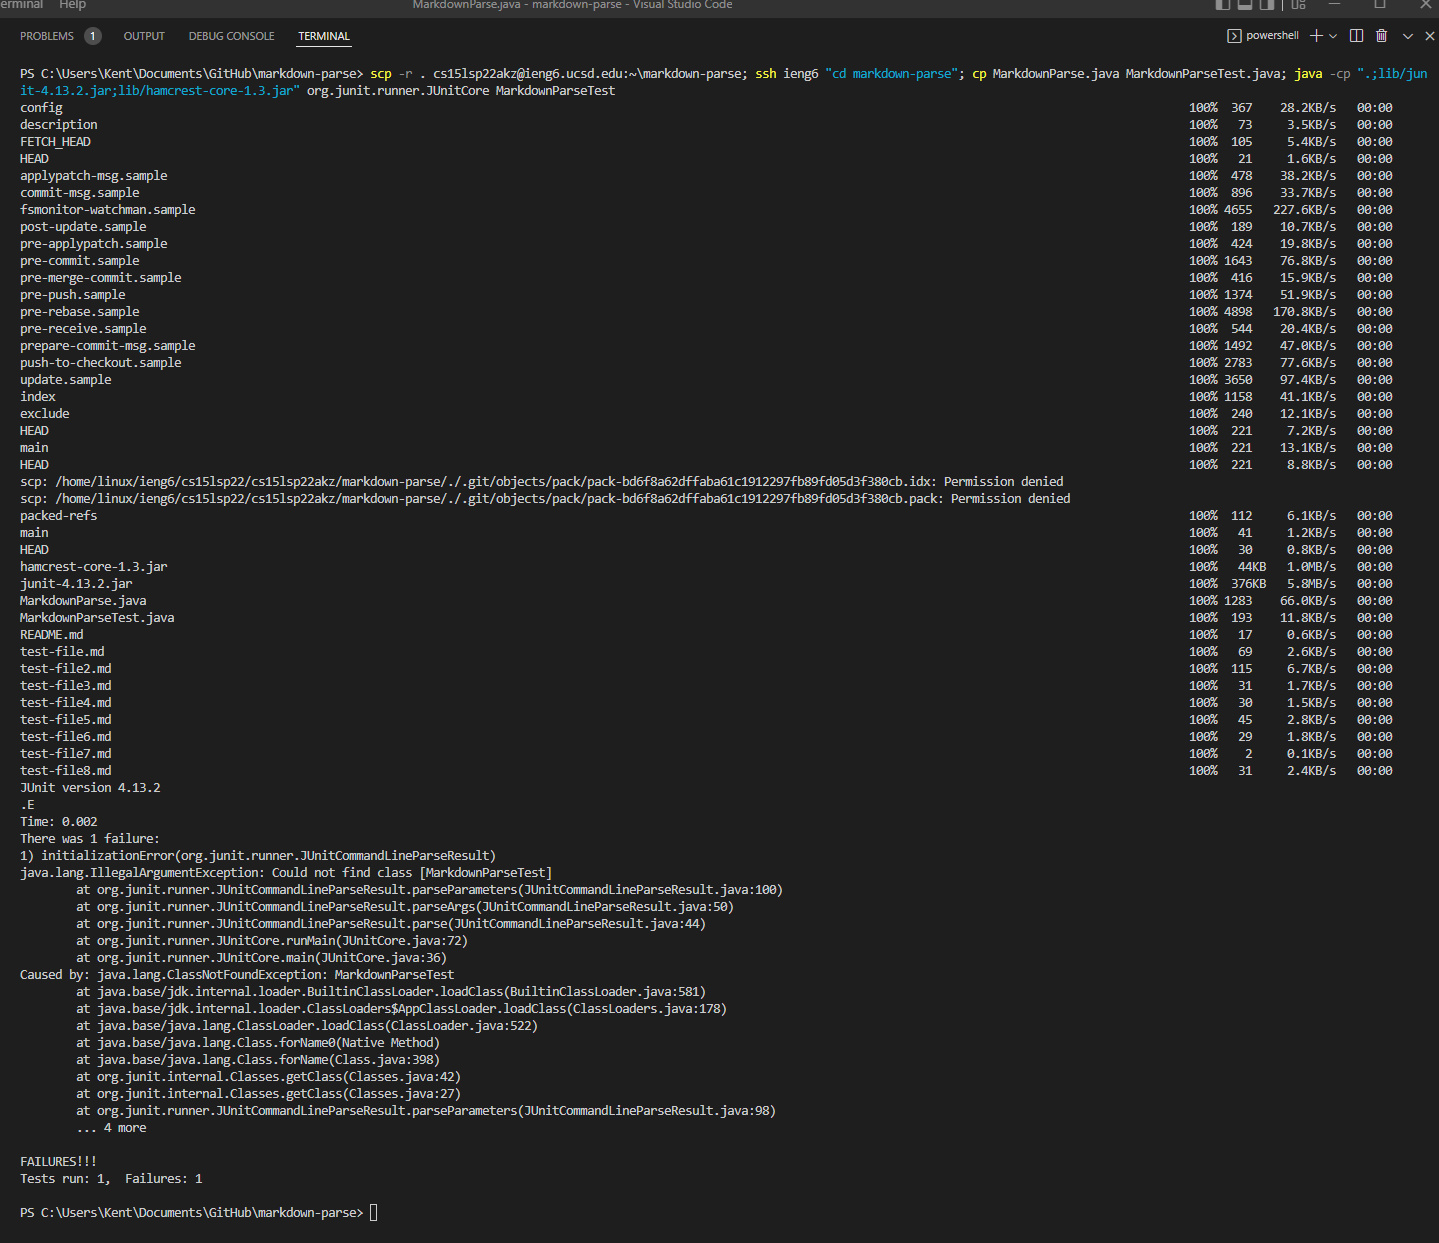 erminal Help MarkdownParse.java - markdown-parse - Visual Studio Code
PROBLEMS 1 OUTPUT DEBUG CONSOLE TERMINAL powershell
PS C:\Users\Kent\Documents\GitHub\markdown-parse> scp -r . cs15lsp22akz@ieng6.ucsd.edu:~\markdown-parse; ssh ieng6 "cd markdown-parse"; cp MarkdownParse.java MarkdownParseTest.java; java -cp ".;lib/jun
it-4.13.2.jar;lib/hamcrest-core-1.3.jar" org.junit.runner.JUnitCore MarkdownParseTest
config 100% 367 28.2KB/s 00:00
description 100% 73 3.5KB/s 00:00
FETCH_HEAD 100% 105 5.4KB/s 00:00
HEAD 100% 21 1.6KB/s 00:00
applypatch-msg.sample 100% 478 38.2KB/s 00:00
commit-msg.sample 100% 896 33.7KB/s 00:00
fsmonitor-watchman.sample 100% 4655 227.6KB/s 00:00
post-update.sample 100% 189 10.7KB/s 00:00
pre-applypatch.sample 100% 424 19.8KB/s 00:00
pre-commit.sample 100% 1643 76.8KB/s 00:00
pre-merge-commit.sample 100% 416 15.9KB/s 00:00
pre-push.sample 100% 1374 51.9KB/s 00:00
pre-rebase.sample 100% 4898 170.8KB/s 00:00
pre-receive.sample 100% 544 20.4KB/s 00:00
prepare-commit-msg.sample 100% 1492 47.0KB/s 00:00
push-to-checkout.sample 100% 2783 77.6KB/s 00:00
update.sample 100% 3650 97.4KB/s 00:00
index 100% 1158 41.1KB/s 00:00
exclude 100% 240 12.1KB/s 00:00
HEAD 100% 221 7.2KB/s 00:00
main 100% 221 13.1KB/s 00:00
HEAD 100% 221 8.8KB/s 00:00
scp: /home/linux/ieng6/cs15lsp22/cs15lsp22akz/markdown-parse/./.git/objects/pack/pack-bd6f8a62dffaba61c1912297fb89fd05d3f380cb.idx: Permission denied
scp: /home/linux/ieng6/cs15lsp22/cs15lsp22akz/markdown-parse/./.git/objects/pack/pack-bd6f8a62dffaba61c1912297fb89fd05d3f380cb.pack: Permission denied
packed-refs 100% 112 6.1KB/s 00:00
main 100% 41 1.2KB/s 00:00
HEAD 100% 30 0.8KB/s 00:00
hamcrest-core-1.3.jar 100% 44KB 1.0MB/s 00:00
junit-4.13.2.jar 100% 376KB 5.8MB/s 00:00
MarkdownParse.java 100% 1283 66.0KB/s 00:00
MarkdownParseTest.java 100% 193 11.8KB/s 00:00
README.md 100% 17 0.6KB/s 00:00
test-file.md 100% 69 2.6KB/s 00:00
test-file2.md 100% 115 6.7KB/s 00:00
test-file3.md 100% 31 1.7KB/s 00:00
test-file4.md 100% 30 1.5KB/s 00:00
test-file5.md 100% 45 2.8KB/s 00:00
test-file6.md 100% 29 1.8KB/s 00:00
test-file7.md 100% 2 0.1KB/s 00:00
test-file8.md 100% 31 2.4KB/s 00:00
JUnit version 4.13.2
.E
Time: 0.002
There was 1 failure:
1) initializationError(org.junit.runner.JUnitCommandLineParseResult)
java.lang.IllegalArgumentException: Could not find class [MarkdownParseTest]
at org.junit.runner.JUnitCommandLineParseResult.parseParameters(JUnitCommandLineParseResult.java:100)
at org.junit.runner.JUnitCommandLineParseResult.parseArgs(JUnitCommandLineParseResult.java:50)
at org.junit.runner.JUnitCommandLineParseResult.parse(JUnitCommandLineParseResult.java:44)
at org.junit.runner.JUnitCore.runMain(JUnitCore.java:72)
at org.junit.runner.JUnitCore.main(JUnitCore.java:36)
Caused by: java.lang.ClassNotFoundException: MarkdownParseTest
at java.base/jdk.internal.loader.BuiltinClassLoader.loadClass(BuiltinClassLoader.java:581)
at java.base/jdk.internal.loader.ClassLoaders$AppClassLoader.loadClass(ClassLoaders.java:178)
at java.base/java.lang.ClassLoader.loadClass(ClassLoader.java:522)
at java.base/java.lang.Class.forName0(Native Method)
at java.base/java.lang.Class.forName(Class.java:398)
at org.junit.internal.Classes.getClass(Classes.java:42)
at org.junit.internal.Classes.getClass(Classes.java:27)
at org.junit.runner.JUnitCommandLineParseResult.parseParameters(JUnitCommandLineParseResult.java:98)
... 4 more
FAILURES!!!
Tests run: 1, Failures: 1
PS C:\Users\Kent\Documents\GitHub\markdown-parse>